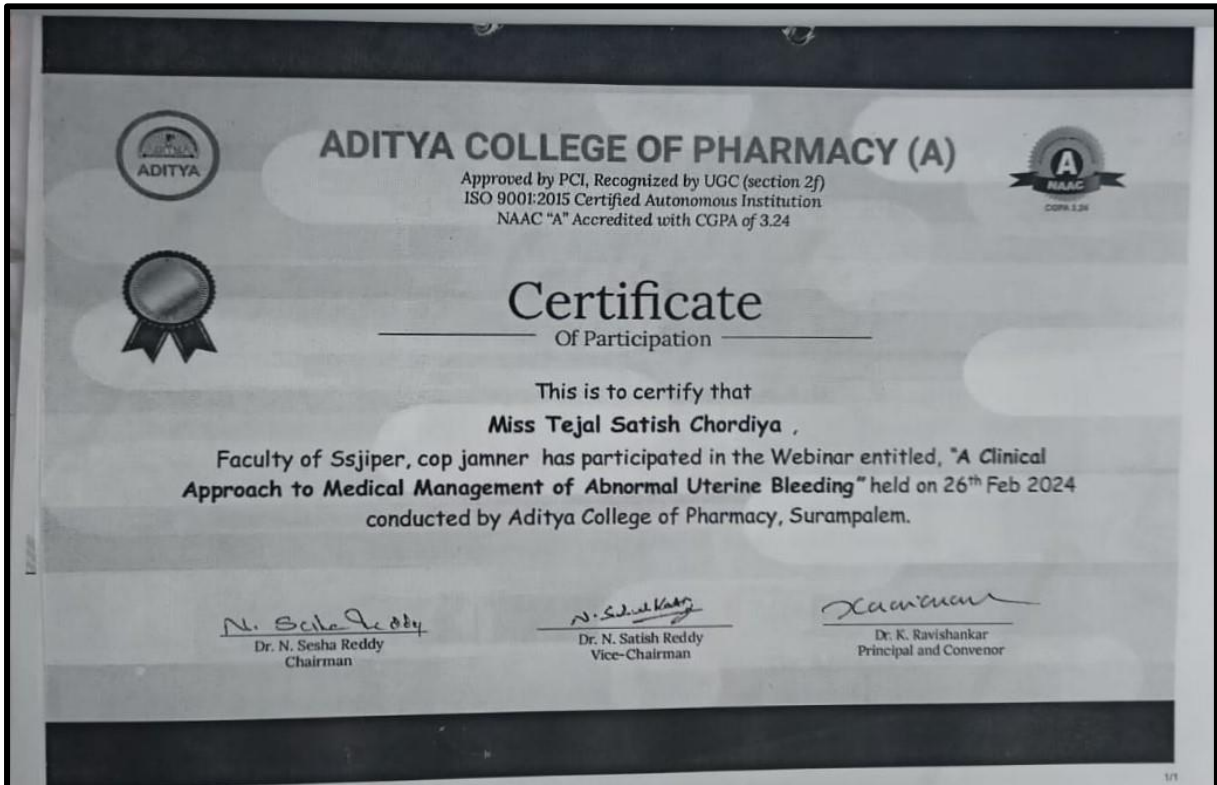 ADITYA
ADITYA COLLEGE OF PHARMACY (A)
Approved by PCI, Recognized by UGC (section 2f)
ISO 9001:2015 Certified Autonomous Institution
NAAC "A" Accredited with CGPA of 3.24
A
NAAC
CGPA 3.24
Certificate
Of Participation
This is to certify that
Miss Tejal Satish Chordiya ,
Faculty of Ssjiper, cop jamner has participated in the Webinar entitled, "A Clinical
Approach to Medical Management of Abnormal Uterine Bleeding" held on 26th Feb 2024
conducted by Aditya College of Pharmacy, Surampalem.
Dr. N. Sesha Reddy
Chairman
Dr. N. Satish Reddy
Vice-Chairman
Dr. K. Ravishankar
Principal and Convenor
1/1